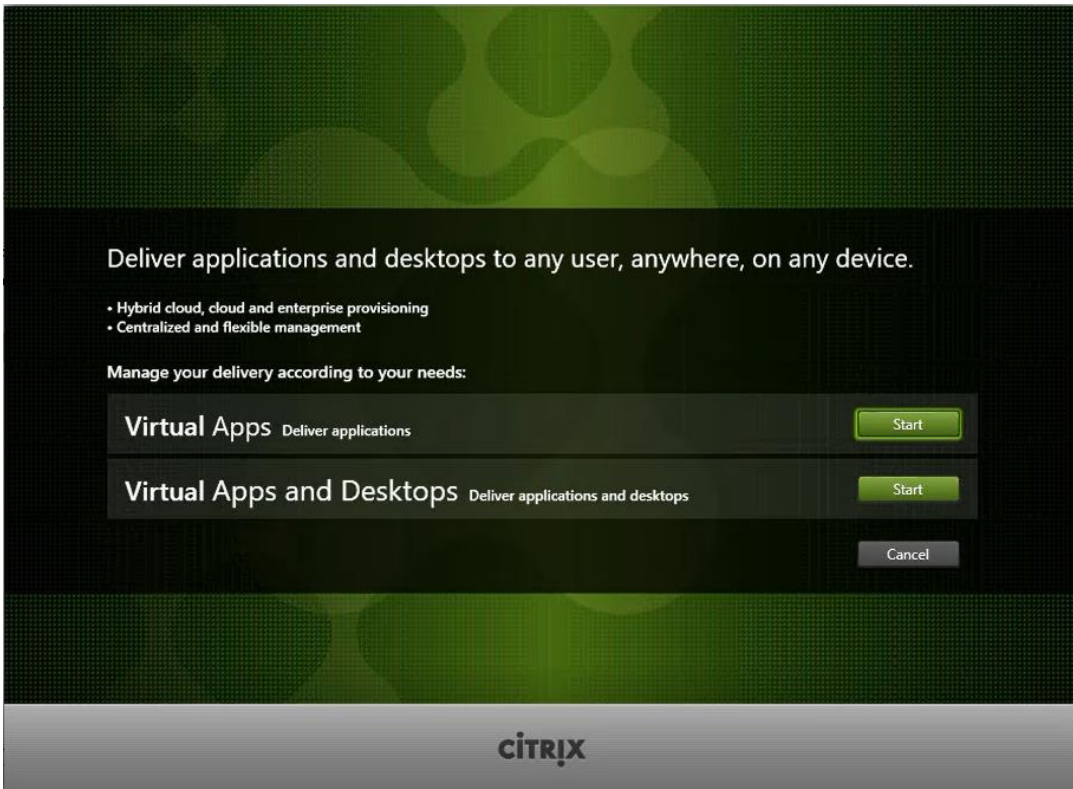 Deliver applications and desktops to any user, anywhere, on any device.
• Hybrid cloud, cloud and enterprise provisioning
• Centralized and flexible management
Manage your delivery according to your needs:
Virtual Apps Deliver applications Start
Virtual Apps and Desktops Deliver applications and desktops Start
Cancel
CITRIX